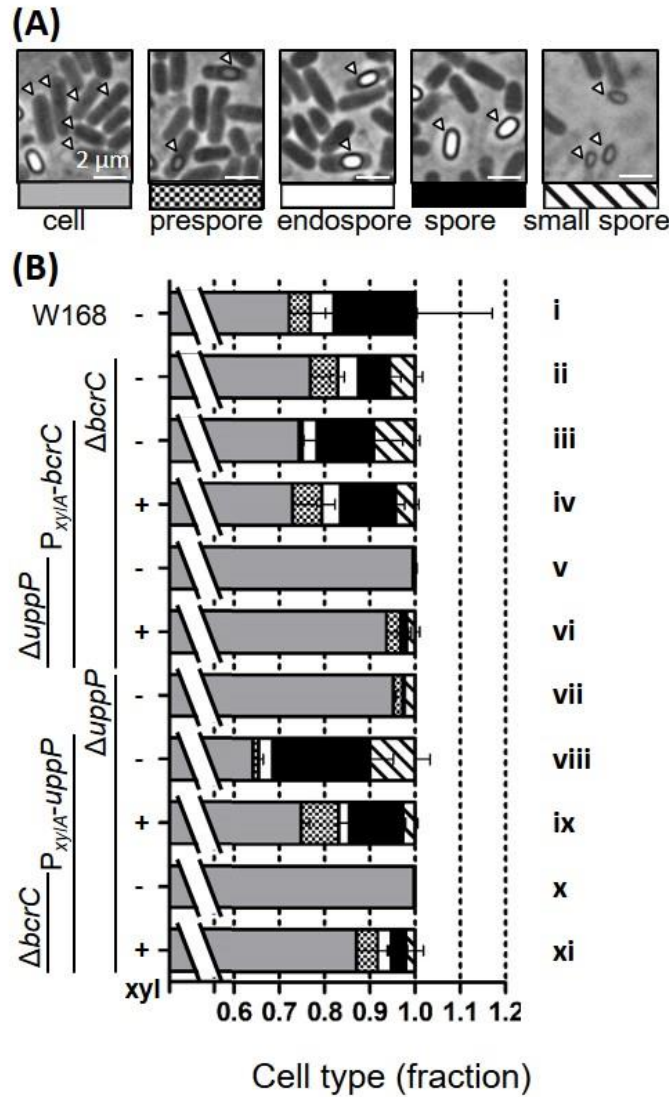 (A)
2 µm
cell prespore endospore spore small spore
(B)
W168 - i
ΔbcrC - ii
P_xylA-bcrC - iii
+ iv
ΔuppP - v
+ vi
ΔuppP - vii
P_xylA-uppP - viii
+ ix
ΔbcrC - x
+ xi
xyl
0.6 0.7 0.8 0.9 1.0 1.1 1.2
Cell type (fraction)